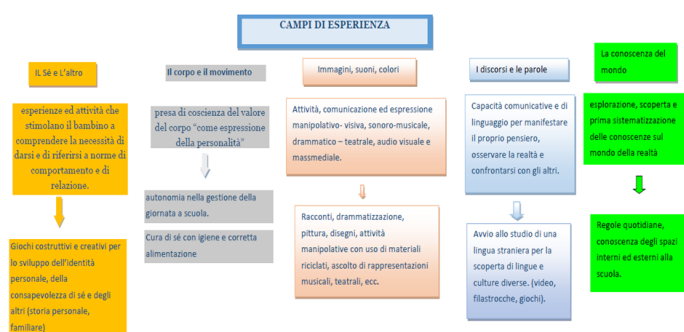 CAMPI DI ESPERIENZA
IL Sé e L'altro
esperienze ed attività che
stimolano il bambino a
comprendere la necessità di
darsi e di riferirsi a norme di
comportamento e di
relazione.
Giochi costruttivi e creativi per
lo sviluppo dell'identità
personale, della
consapevolezza di sé e degli
altri (storia personale,
familiare)
Il corpo e il movimento
presa di coscienza del valore
del corpo "come espressione
della personalità"
autonomia nella gestione della
giornata a scuola.
Cura di sé con igiene e corretta
alimentazione
Immagini, suoni, colori
Attività, comunicazione ed espressione
manipolativo- visiva, sonoro-musicale,
drammatico – teatrale, audio visuale e
massmediale.
Racconti, drammatizzazione,
pittura, disegni, attività
manipolative con uso di materiali
riciclati, ascolto di rappresentazioni
musicali, teatrali, ecc.
I discorsi e le parole
Capacità comunicative e di
linguaggio per manifestare
il proprio pensiero,
osservare la realtà e
confrontarsi con gli altri.
Avvio allo studio di una
lingua straniera per la
scoperta di lingue e
culture diverse. (video,
filastrocche, giochi).
La conoscenza del
mondo
esplorazione, scoperta e
prima sistematizzazione
delle conoscenze sul
mondo della realtà
Regole quotidiane,
conoscenza degli spazi
interni ed esterni alla
scuola.